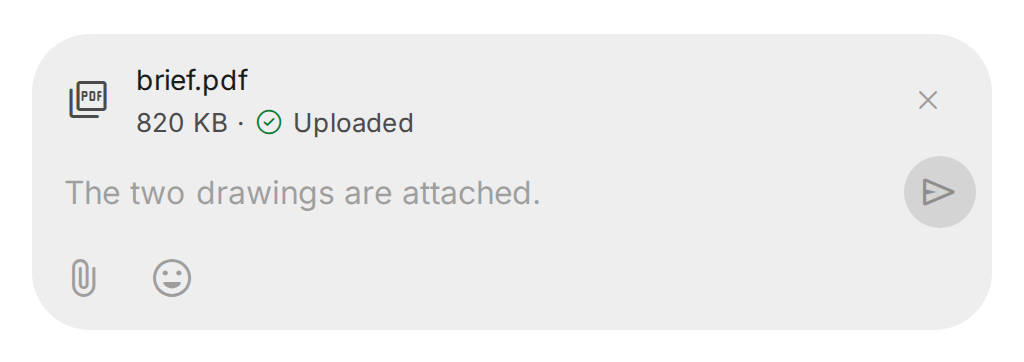 PDF
brief.pdf
820 KB · Uploaded
The two drawings are attached.